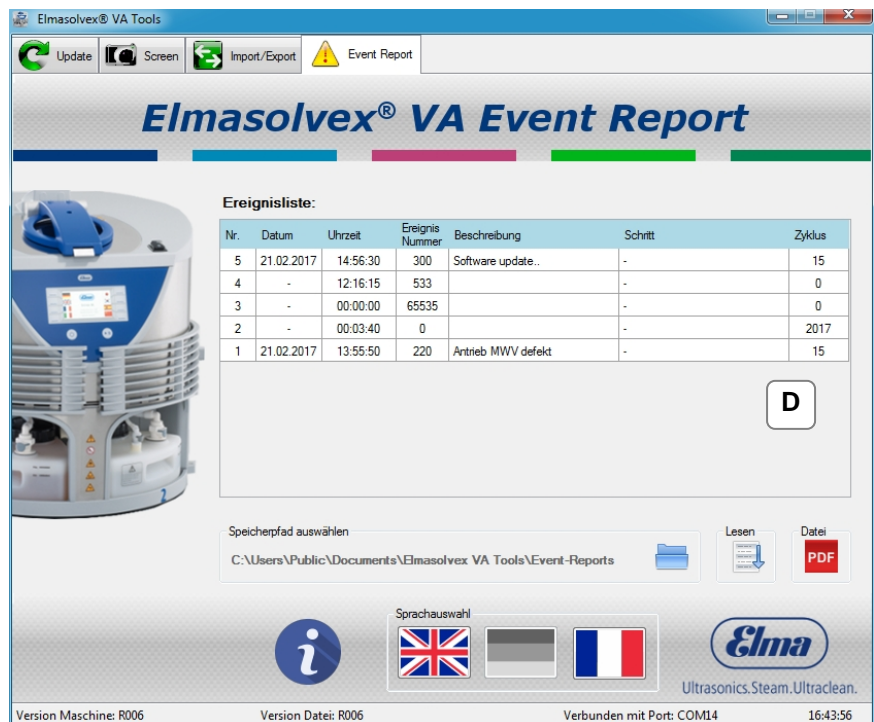 Elmasolvex® VA Tools
Update Screen Import/Export Event Report
Elmasolvex® VA Event Report
Ereignisliste:
Nr. Datum Uhrzeit Ereignis Nummer Beschreibung Schritt Zyklus
5 21.02.2017 14:56:30 300 Software update.. - 15
4 - 12:16:15 533 - 0
3 - 00:00:00 65535 - 0
2 - 00:03:40 0 - 2017
1 21.02.2017 13:55:50 220 Antrieb MWV defekt - 15
D
2
Speicherpfad auswählen Lesen Datei
C:\Users\Public\Documents\Elmasolvex VA Tools\Event-Reports
PDF
Sprachauswahl
i
Elma
Ultrasonics.Steam.Ultraclean.
Version Maschine: R006 Version Datei: R006 Verbunden mit Port: COM14 16:43:56